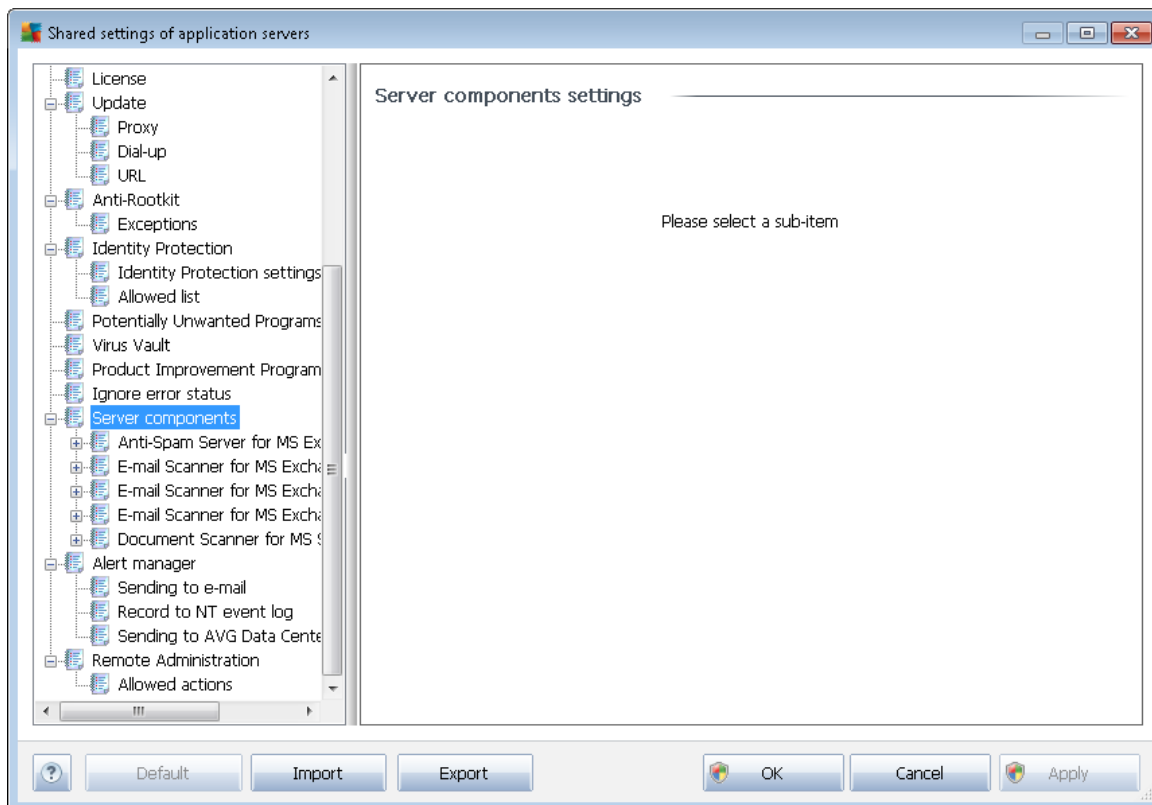 Shared settings of application servers
License
Update
Proxy
Dial-up
URL
Anti-Rootkit
Exceptions
Identity Protection
Identity Protection settings
Allowed list
Potentially Unwanted Programs
Virus Vault
Product Improvement Program
Ignore error status
Server components
Anti-Spam Server for MS Ex
E-mail Scanner for MS Excha
E-mail Scanner for MS Excha
E-mail Scanner for MS Excha
Document Scanner for MS S
Alert manager
Sending to e-mail
Record to NT event log
Sending to AVG Data Cente
Remote Administration
Allowed actions
Server components settings
Please select a sub-item
?
Default
Import
Export
OK
Cancel
Apply